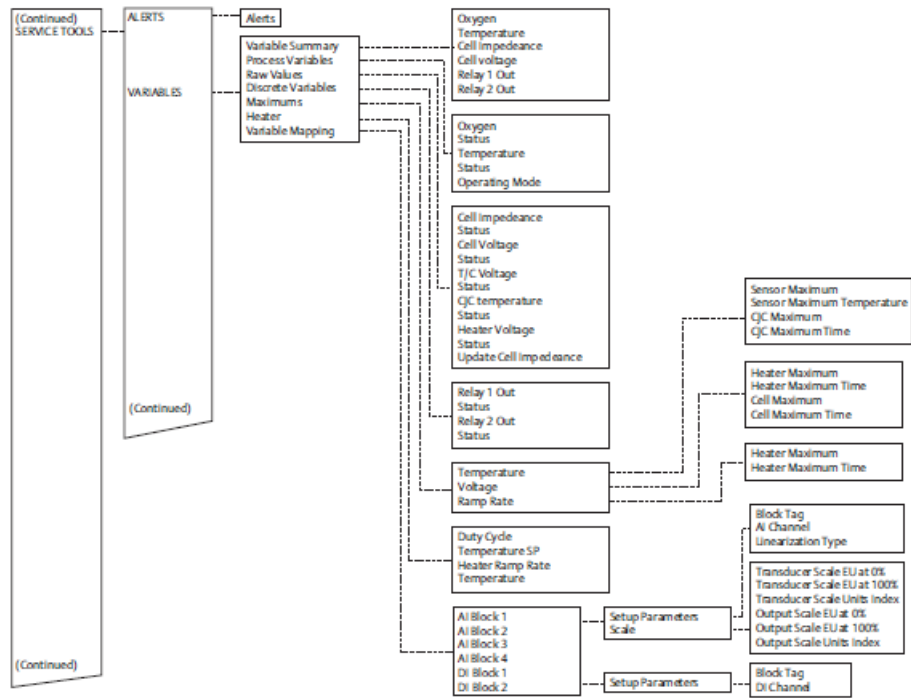 (Continued)
SERVICE TOOLS
(Continued)
ALERTS
VARIABLES
(Continued)
Alerts
Variable Summary
Process Variables
Raw Values
Discrete Variables
Maximums
Heater
Variable Mapping
Oxygen
Temperature
Cell Impedance
Cell voltage
Relay 1 Out
Relay 2 Out
Oxygen
Status
Temperature
Status
Operating Mode
Cell Impedeance
Status
Cell Voltage
Status
T/C Voltage
Status
CJC temperature
Status
Heater Voltage
Status
Update Cell Impedeance
Relay 1 Out
Status
Relay 2 Out
Status
Temperature
Voltage
Ramp Rate
Sensor Maximum
Sensor Maximum Temperature
CJC Maximum
CJC Maximum Time
Heater Maximum
Heater Maximum Time
Cell Maximum
Cell Maximum Time
Heater Maximum
Heater Maximum Time
Duty Cycle
Temperature SP
Heater Ramp Rate
Temperature
AI Block 1
AI Block 2
AI Block 3
AI Block 4
DI Block 1
DI Block 2
Setup Parameters
Scale
Block Tag
AI Channel
Linearization Type
Transducer Scale EU at 0%
Transducer Scale EU at 100%
Transducer Scale Units Index
Output Scale EU at 0%
Output Scale EU at 100%
Output Scale Units Index
Setup Parameters
Block Tag
DI Channel